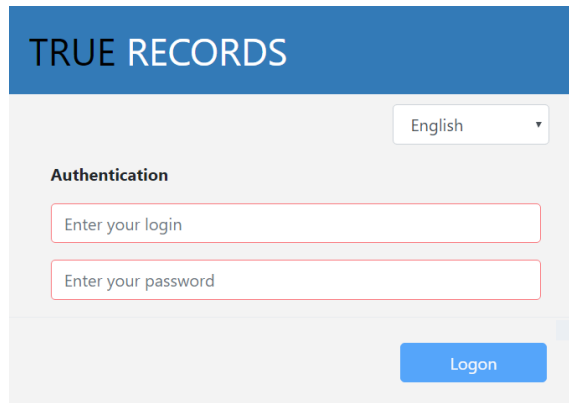 TRUE RECORDS
English
Authentication
Enter your login
Enter your password
Logon